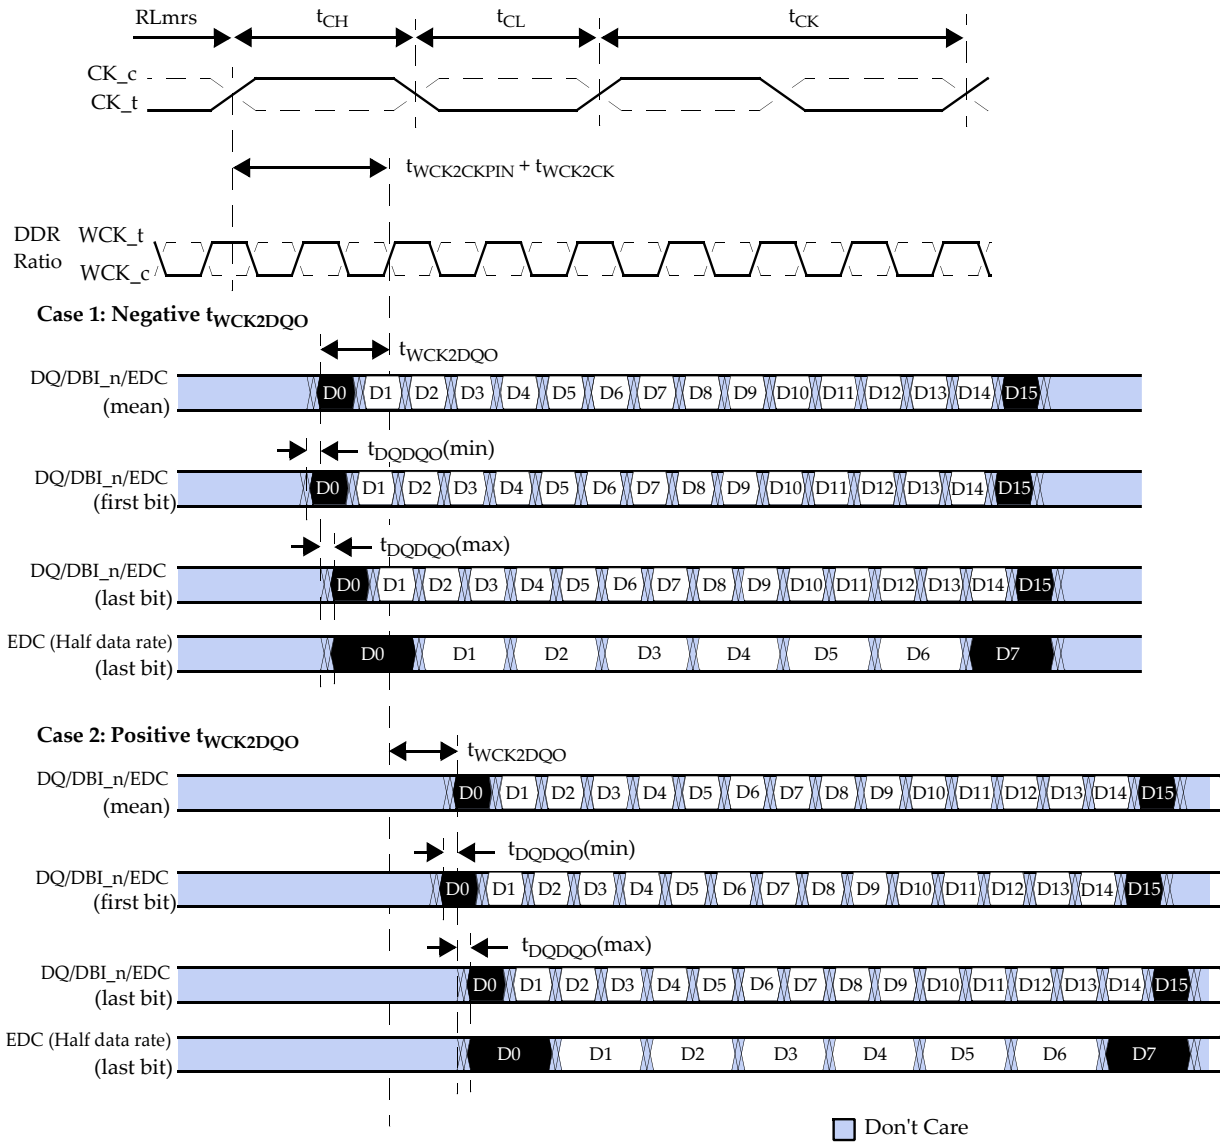 RLmrs tCH tCL tCK
CK_c
CK_t
tWCK2CKPIN + tWCK2CK
DDR Ratio
WCK_t
WCK_c
Case 1: Negative tWCK2DQO
tWCK2DQO
DQ/DBI_n/EDC
(mean)
D0 D1 D2 D3 D4 D5 D6 D7 D8 D9 D10 D11 D12 D13 D14 D15
tDQDQO(min)
DQ/DBI_n/EDC
(first bit)
D0 D1 D2 D3 D4 D5 D6 D7 D8 D9 D10 D11 D12 D13 D14 D15
tDQDQO(max)
DQ/DBI_n/EDC
(last bit)
D0 D1 D2 D3 D4 D5 D6 D7 D8 D9 D10 D11 D12 D13 D14 D15
EDC (Half data rate)
(last bit)
D0 D1 D2 D3 D4 D5 D6 D7
Case 2: Positive tWCK2DQO
tWCK2DQO
DQ/DBI_n/EDC
(mean)
D0 D1 D2 D3 D4 D5 D6 D7 D8 D9 D10 D11 D12 D13 D14 D15
tDQDQO(min)
DQ/DBI_n/EDC
(first bit)
D0 D1 D2 D3 D4 D5 D6 D7 D8 D9 D10 D11 D12 D13 D14 D15
tDQDQO(max)
DQ/DBI_n/EDC
(last bit)
D0 D1 D2 D3 D4 D5 D6 D7 D8 D9 D10 D11 D12 D13 D14 D15
EDC (Half data rate)
(last bit)
D0 D1 D2 D3 D4 D5 D6 D7
Don't Care